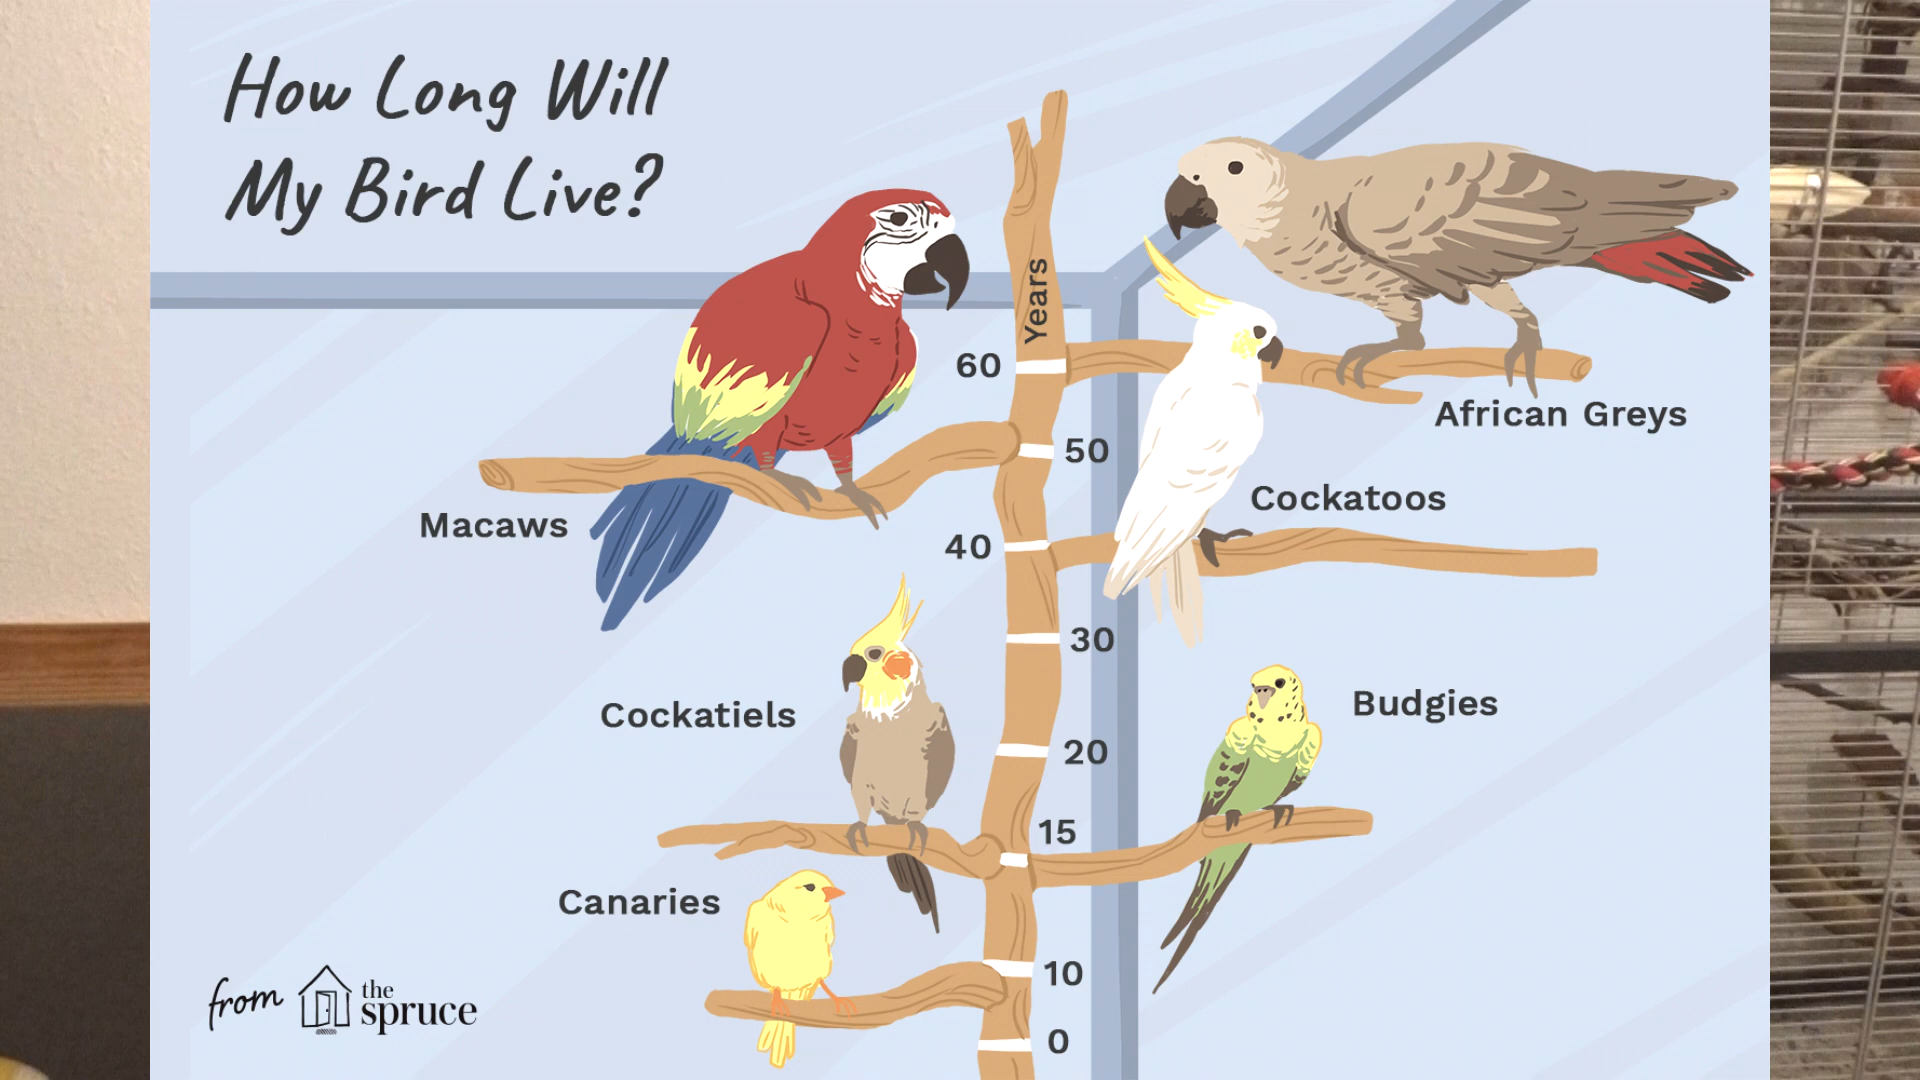 How Long Will
My Bird Live?
Years
60
African Greys
50
Macaws
Cockatoos
40
30
Cockatiels
Budgies
20
15
Canaries
10
0
from the spruce